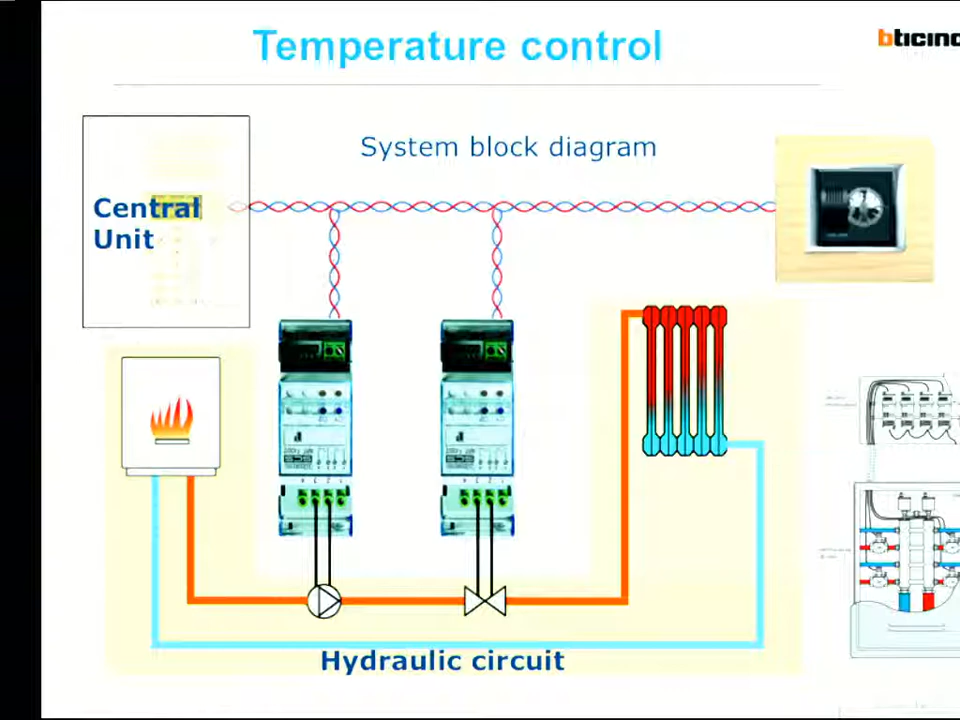 Temperature control
bticino
System block diagram
Central
Unit
Hydraulic circuit